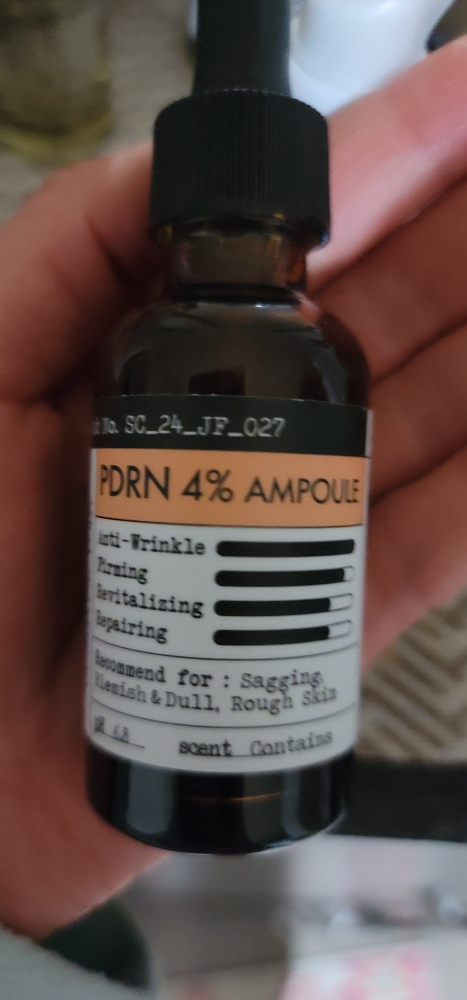 No. SC_24_JF_027
PDRN 4% AMPOULE
Anti-Wrinkle
Firming
Revitalizing
Repairing
Recommend for : Sagging,
Blemish & Dull, Rough Skin
pH 6.8 scent Contains